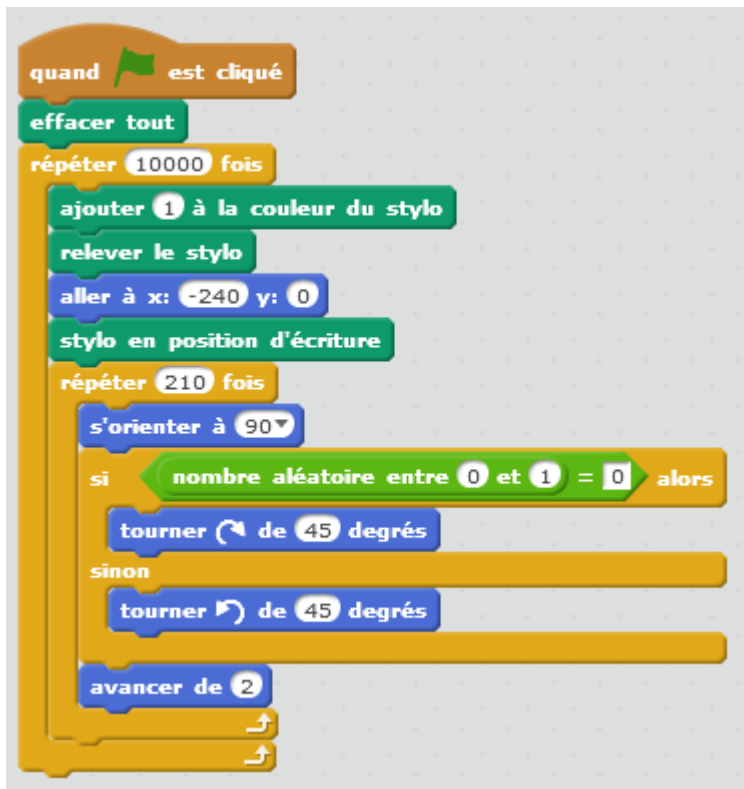 quand est cliqué
effacer tout
répéter 10000 fois
ajouter 1 à la couleur du stylo
relever le stylo
aller à x: -240 y: 0
stylo en position d'écriture
répéter 210 fois
s'orienter à 90
si nombre aléatoire entre 0 et 1 = 0 alors
tourner de 45 degrés
sinon
tourner de 45 degrés
avancer de 2